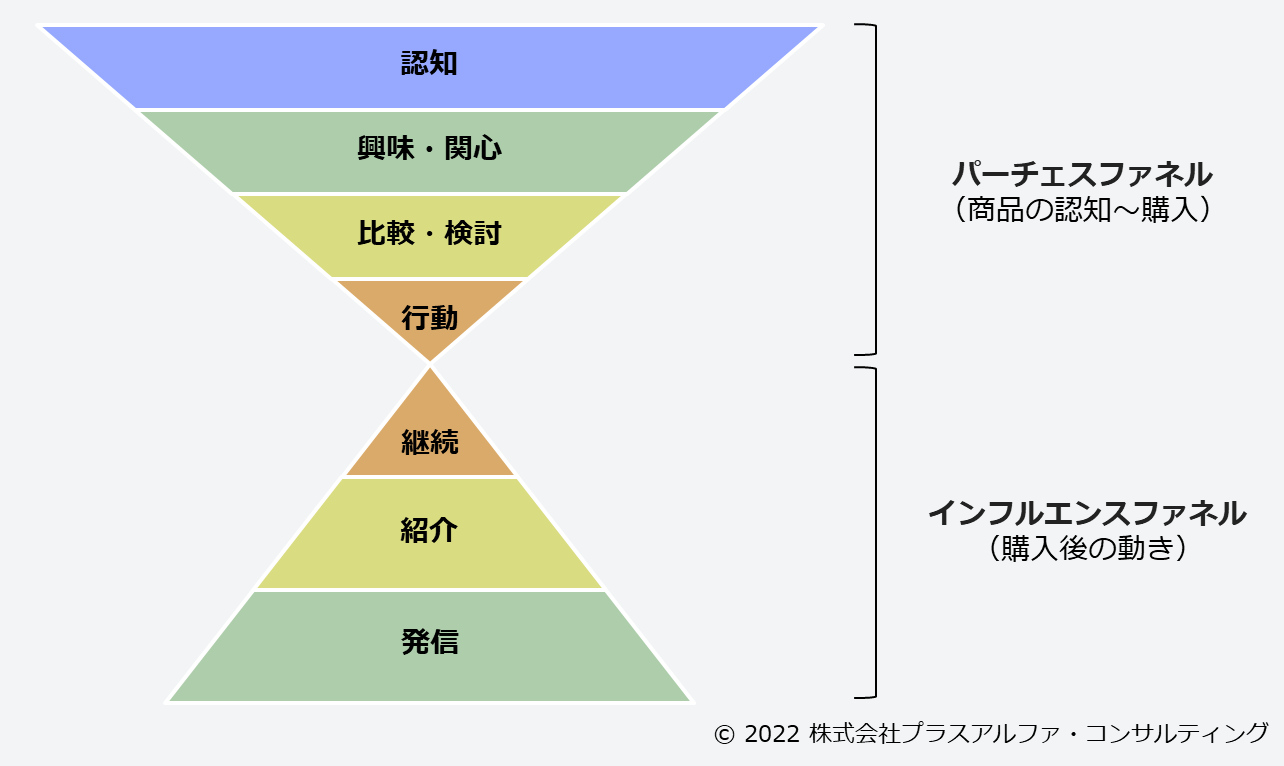 認知
興味・関心
比較・検討
行動
パーチェスファネル
（商品の認知～購入）
継続
紹介
発信
インフルエンスファネル
（購入後の動き）
© 2022 株式会社プラスアルファ・コンサルティング